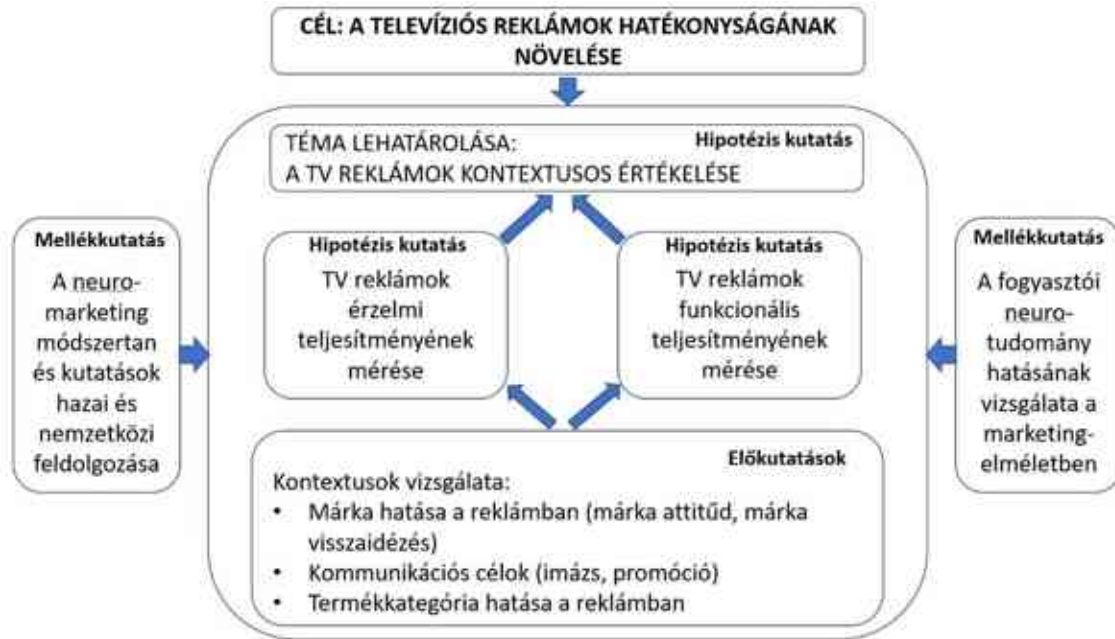 CÉL: A TELEVÍZIÓS REKLÁMOK HATÉKONYSÁGÁNAK
NÖVELÉSE
TÉMA LEHATÁROLÁSA:
Hipotézis kutatás
A TV REKLÁMOK KONTEXTUSOS ÉRTÉKELÉSE
Mellékkutatás
A neuro-
marketing
módszertan
és kutatások
hazai és
nemzetközi
feldolgozása
Hipotézis kutatás
TV reklámok
érzelmi
teljesítményének
mérése
Hipotézis kutatás
TV reklámok
funkcionális
teljesítményének
mérése
Mellékkutatás
A fogyasztói
neuro-
tudomány
hatásának
vizsgálata a
marketing-
elméletben
Előkutatások
Kontextusok vizsgálata:
• Márka hatása a reklámban (márka attitűd, márka
visszaidézés)
• Kommunikációs célok (imázs, promóció)
• Termékkategória hatása a reklámban